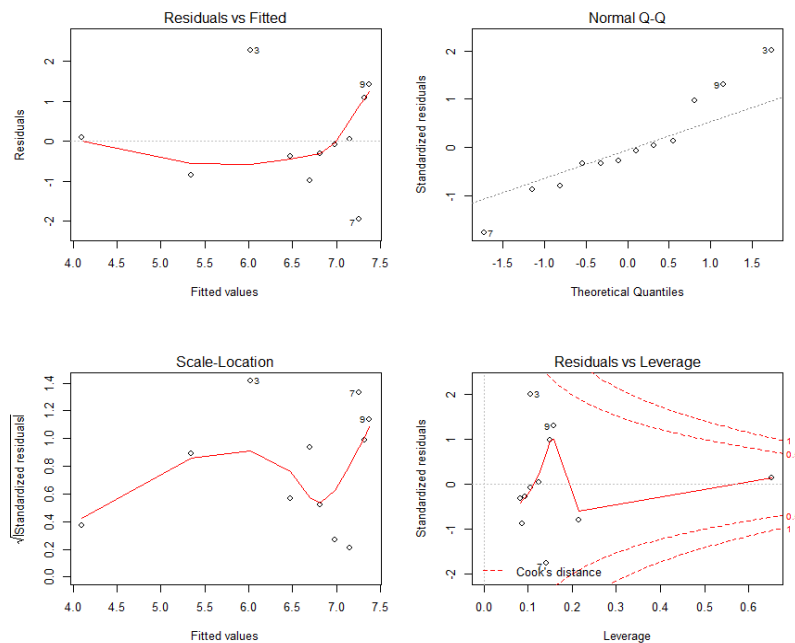 Residuals vs Fitted
Residuals
2
1
0
-1
-2
3
9
7
4.0 4.5 5.0 5.5 6.0 6.5 7.0 7.5
Fitted values
Normal Q-Q
Standardized residuals
2
1
0
-1
3
9
7
-1.5 -1.0 -0.5 0.0 0.5 1.0 1.5
Theoretical Quantiles
Scale-Location
√|Standardized residuals|
1.4
1.2
1.0
0.8
0.6
0.4
0.2
0.0
3
7
9
4.0 4.5 5.0 5.5 6.0 6.5 7.0 7.5
Fitted values
Residuals vs Leverage
Standardized residuals
2
1
0
-1
-2
3
9
7
1
0.
0.
1
Cook's distance
0.0 0.1 0.2 0.3 0.4 0.5 0.6
Leverage